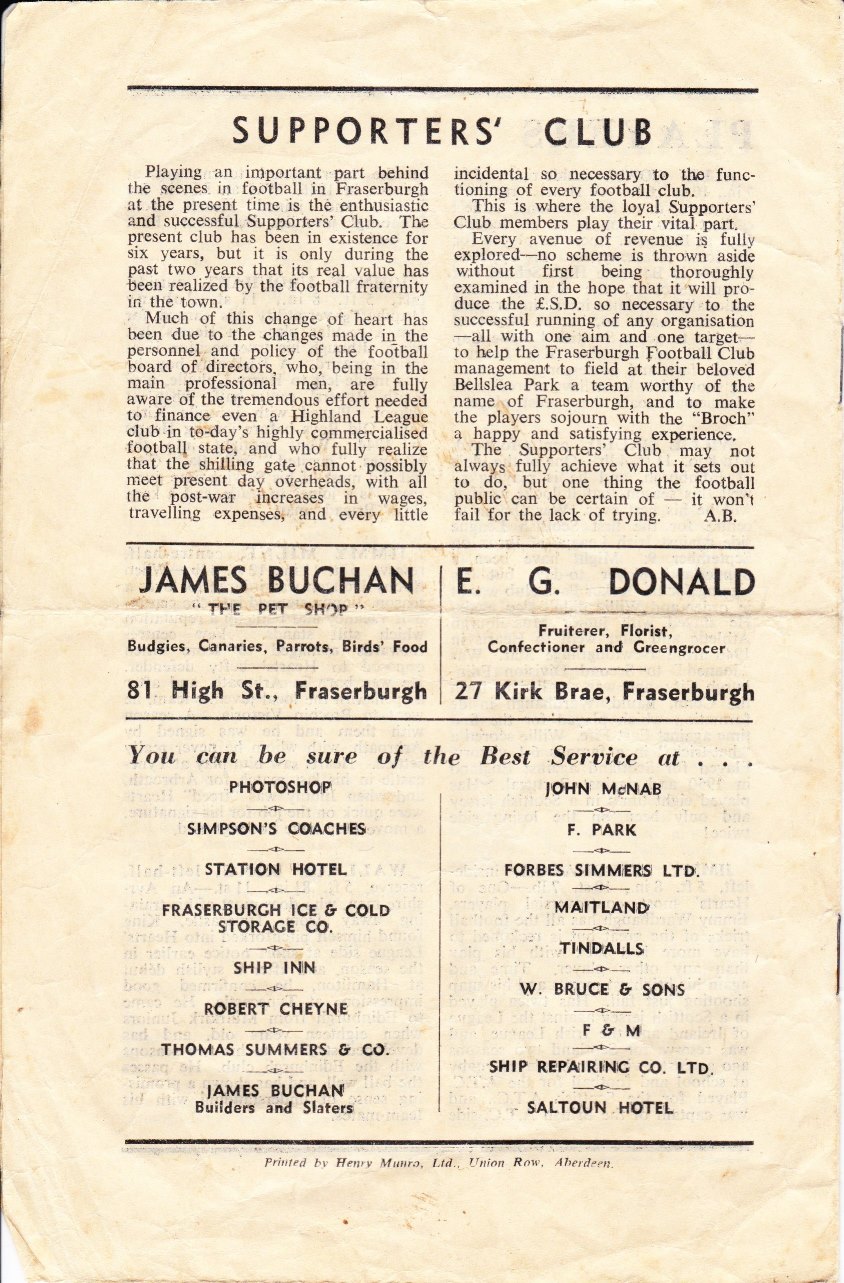 SUPPORTERS' CLUB
Playing an important part behind
the scenes in football in Fraserburgh
at the present time is the enthusiastic
and successful Supporters' Club. The
present club has been in existence for
six years, but it is only during the
past two years that its real value has
been realized by the football fraternity
in the town.
Much of this change of heart has
been due to the changes made in the
personnel and policy of the football
board of directors, who, being in the
main professional men, are fully
aware of the tremendous effort needed
to finance even a Highland League
club in to-day's highly commercialised
football state, and who fully realize
that the shilling gate cannot possibly
meet present day overheads, with all
the post-war increases in wages,
travelling expenses, and every little
incidental so necessary to the func-
tioning of every football club.
This is where the loyal Supporters'
Club members play their vital part.
Every avenue of revenue is fully
explored—no scheme is thrown aside
without first being thoroughly
examined in the hope that it will pro-
duce the £.S.D. so necessary to the
successful running of any organisation
—all with one aim and one target—
to help the Fraserburgh Football Club
management to field at their beloved
Bellslea Park a team worthy of the
name of Fraserburgh, and to make
the players sojourn with the "Broch"
a happy and satisfying experience.
The Supporters' Club may not
always fully achieve what it sets out
to do, but one thing the football
public can be certain of — it won't
fail for the lack of trying. A.B.
JAMES BUCHAN
"THE PET SHOP"
Budgies, Canaries, Parrots, Birds' Food
81 High St., Fraserburgh
E. G. DONALD
Fruiterer, Florist,
Confectioner and Greengrocer
27 Kirk Brae, Fraserburgh
You can be sure of the Best Service at . . .
PHOTOSHOP
SIMPSON'S COACHES
STATION HOTEL
FRASERBURGH ICE & COLD
STORAGE CO.
SHIP INN
ROBERT CHEYNE
THOMAS SUMMERS & CO.
JAMES BUCHAN
Builders and Slaters
JOHN McNAB
F. PARK
FORBES SIMMERS LTD.
MAITLAND
TINDALLS
W. BRUCE & SONS
F & M
SHIP REPAIRING CO. LTD.
SALTOUN HOTEL
Printed by Henry Munro, Ltd., Union Row, Aberdeen.